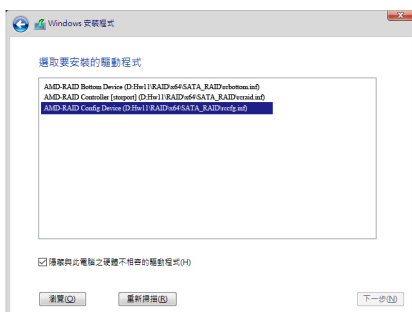 Windows 安裝程式
選取要安裝的驅動程式
AMD-RAID Bottom Device (D:\Hw11\RAID\x64\SATA_RAID\rcbottom.inf)
AMD-RAID Controller [storport] (D:\Hw11\RAID\x64\SATA_RAID\rcraid.inf)
AMD-RAID Config Device (D:\Hw11\RAID\x64\SATA_RAID\rccfg.inf)
隱藏與此電腦之硬體不相容的驅動程式(H)
瀏覽(O) 重新掃描(R) 下一步(N)